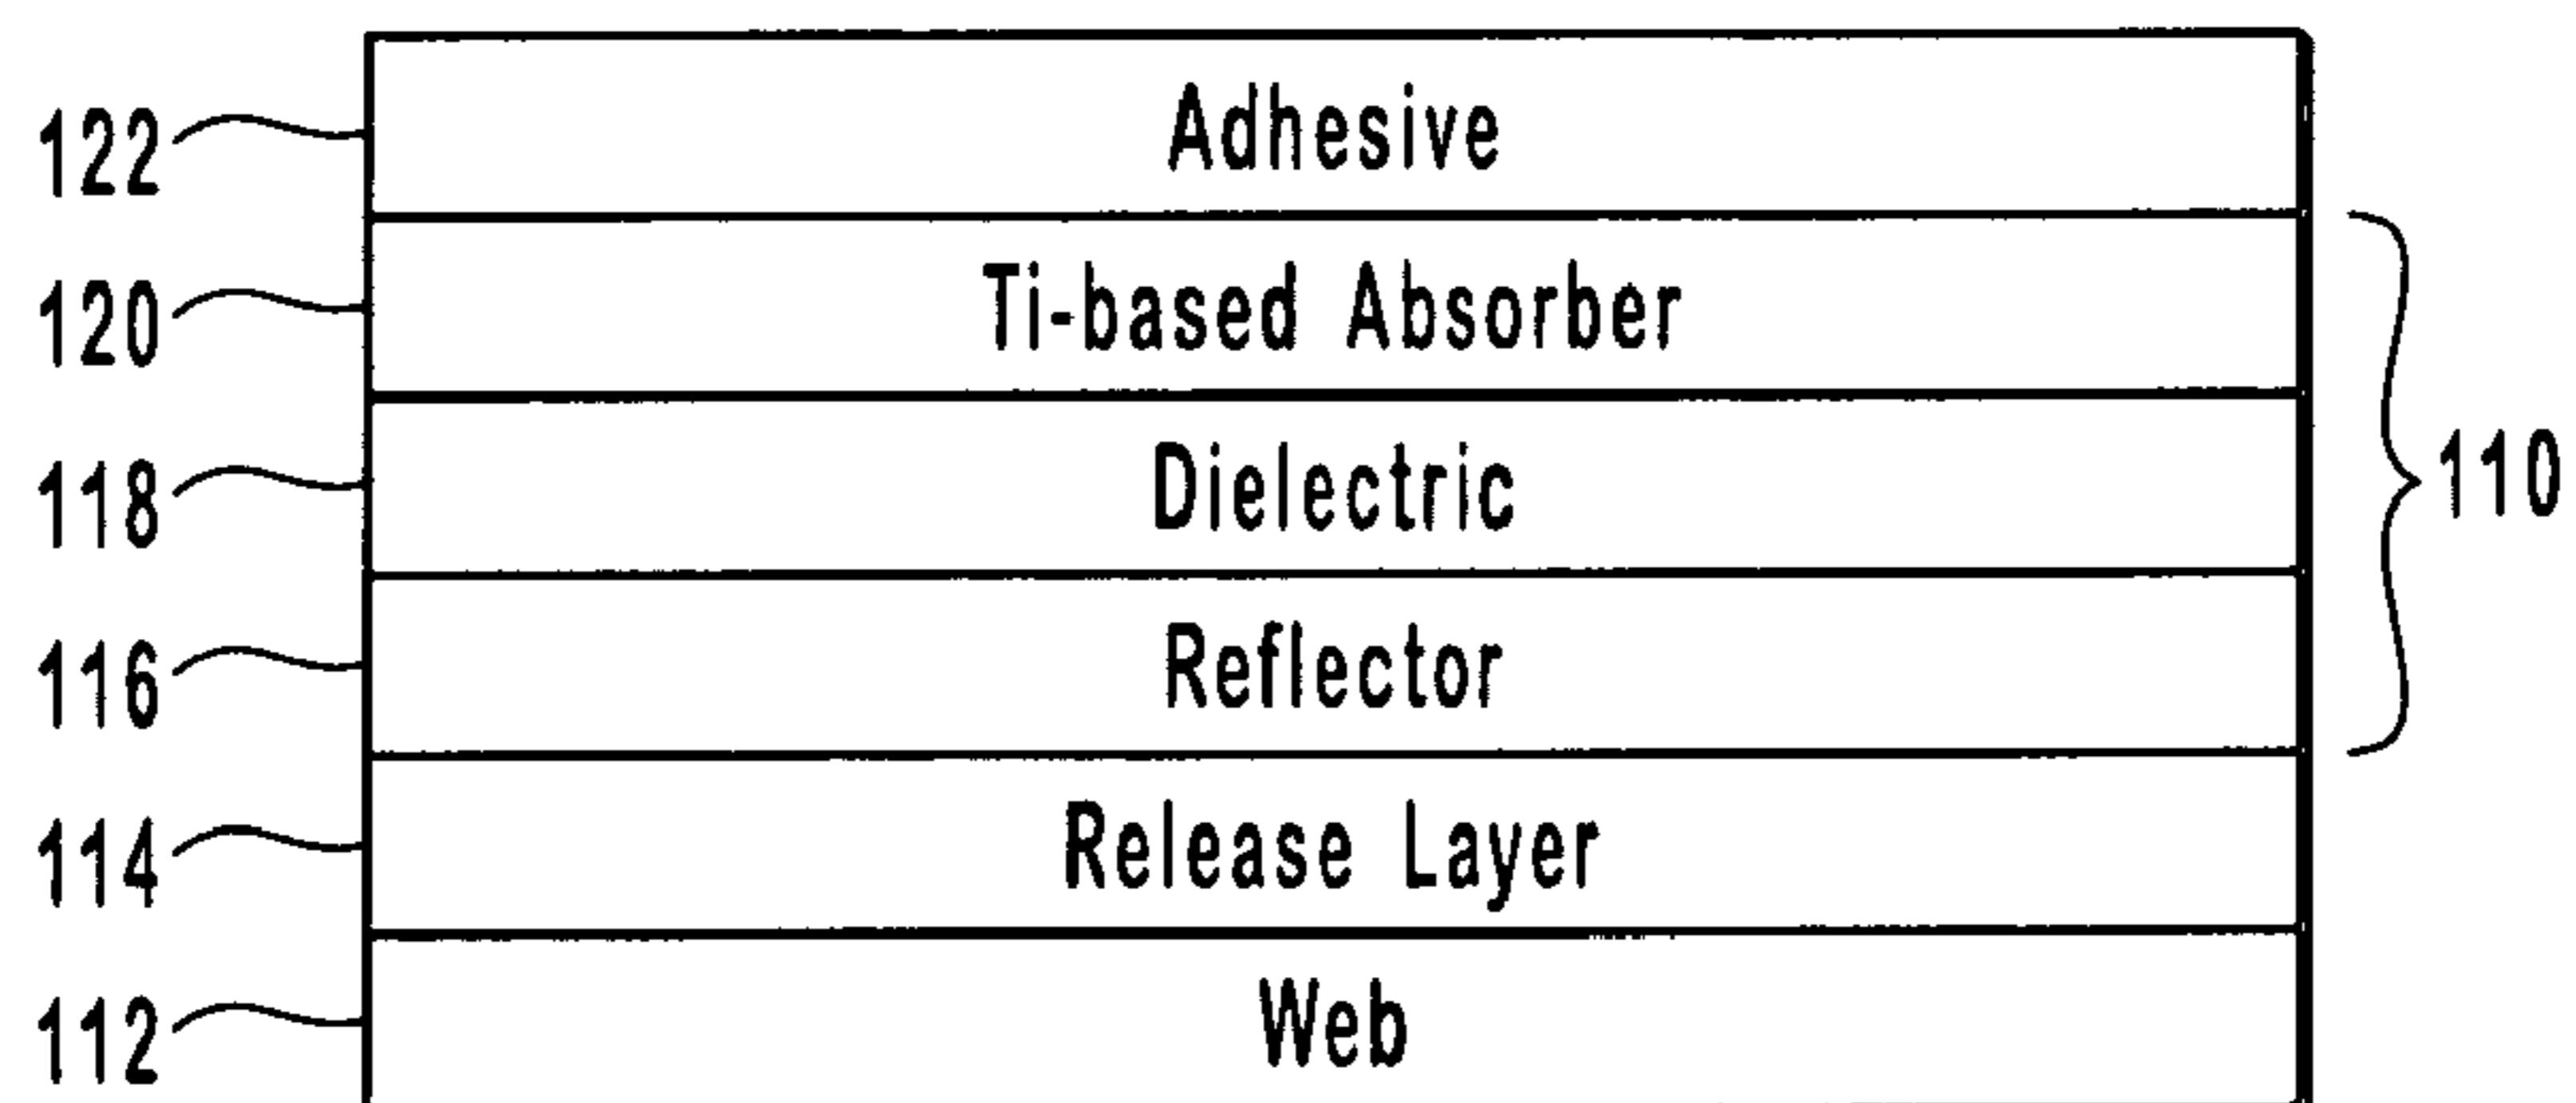 122 Adhesive
120 Ti-based Absorber
118 Dielectric
110
116 Reflector
114 Release Layer
112 Web